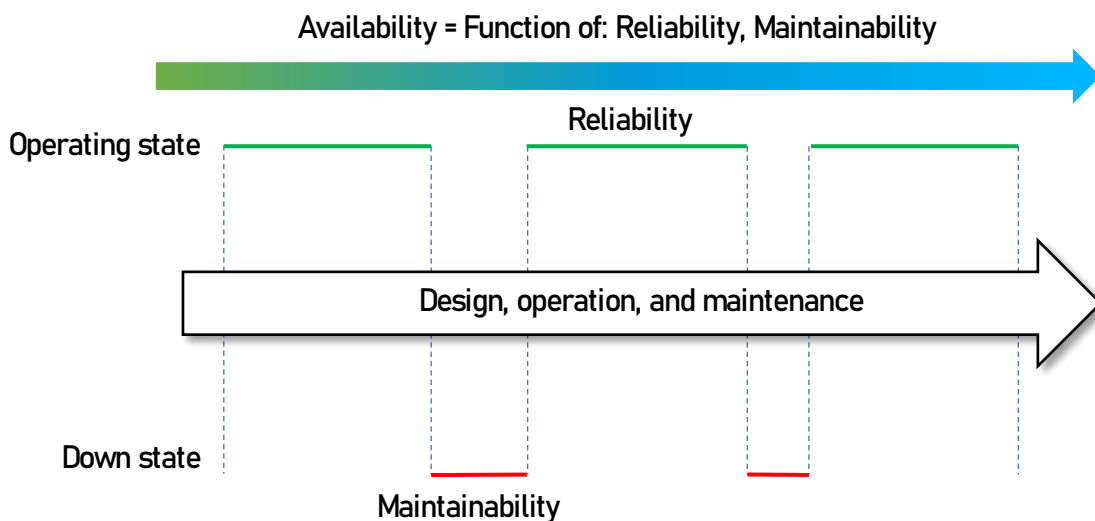 Availability = Function of: Reliability, Maintainability
Reliability
Operating state
Design, operation, and maintenance
Down state
Maintainability